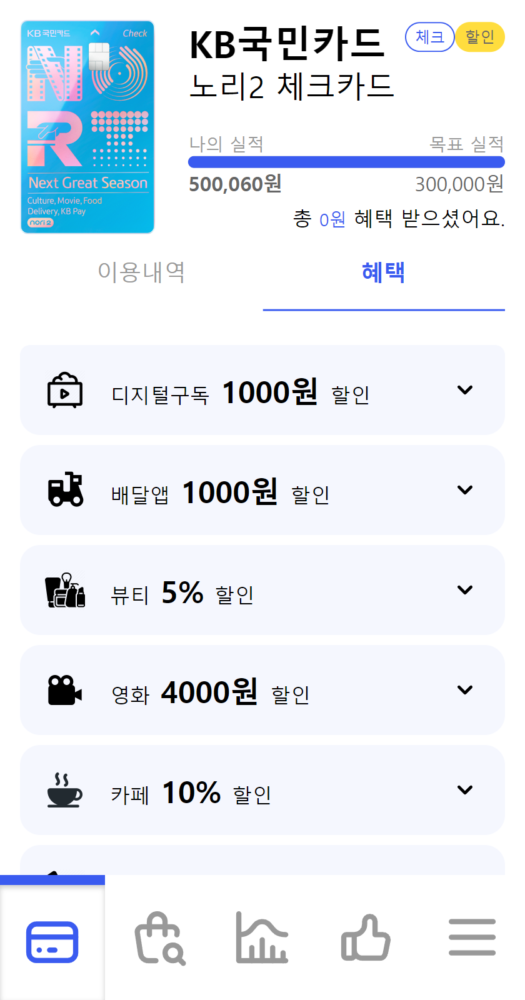 KB국민카드 Check
NO
RI
Next Great Season
Culture, Movie, Food
Delivery, KB Pay
nori 2
KB국민카드 체크 할인
노리2 체크카드
나의 실적 목표 실적
500,060원 300,000원
총 0원 혜택 받으셨어요.
이용내역 혜택
디지털구독 1000원 할인
배달앱 1000원 할인
뷰티 5% 할인
영화 4000원 할인
카페 10% 할인